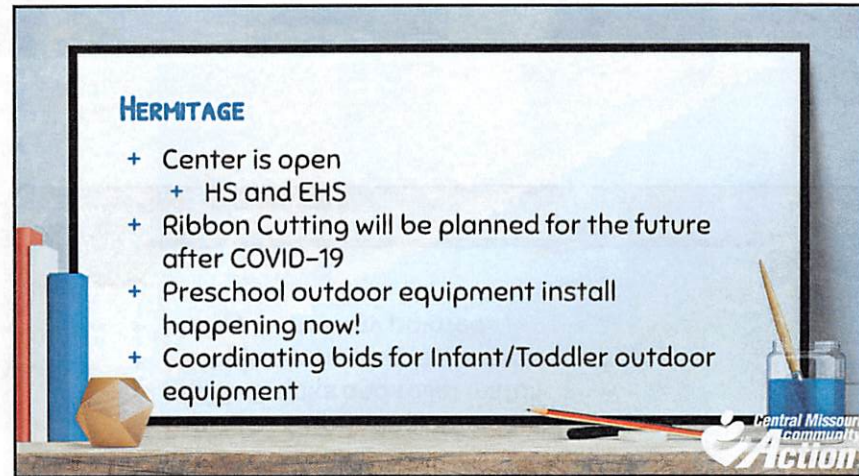 HERMITAGE
+ Center is open
+ HS and EHS
+ Ribbon Cutting will be planned for the future
after COVID-19
+ Preschool outdoor equipment install
happening now!
+ Coordinating bids for Infant/Toddler outdoor
equipment
Central Missouri
community
Action